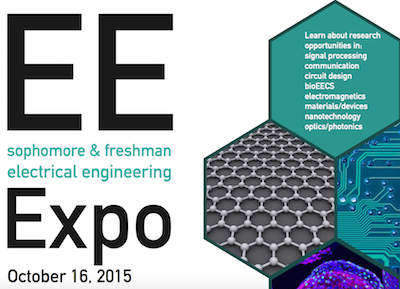 EE
sophomore & freshman
electrical engineering
Expo
October 16, 2015
Learn about research
opportunities in:
signal processing
communication
circuit design
bioEECS
electromagnetics
materials/devices
nanotechnology
optics/photonics